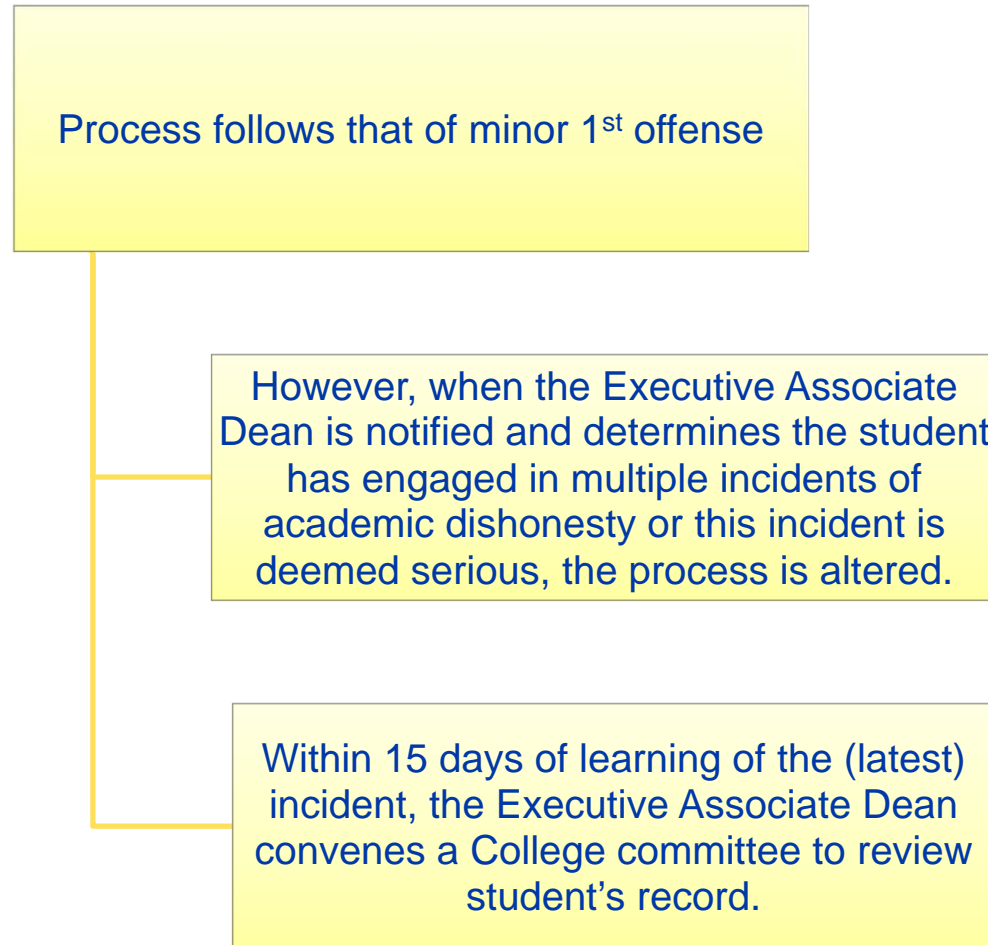 Process follows that of minor 1st offense
However, when the Executive Associate
Dean is notified and determines the student
has engaged in multiple incidents of
academic dishonesty or this incident is
deemed serious, the process is altered.
Within 15 days of learning of the (latest)
incident, the Executive Associate Dean
convenes a College committee to review
student’s record.